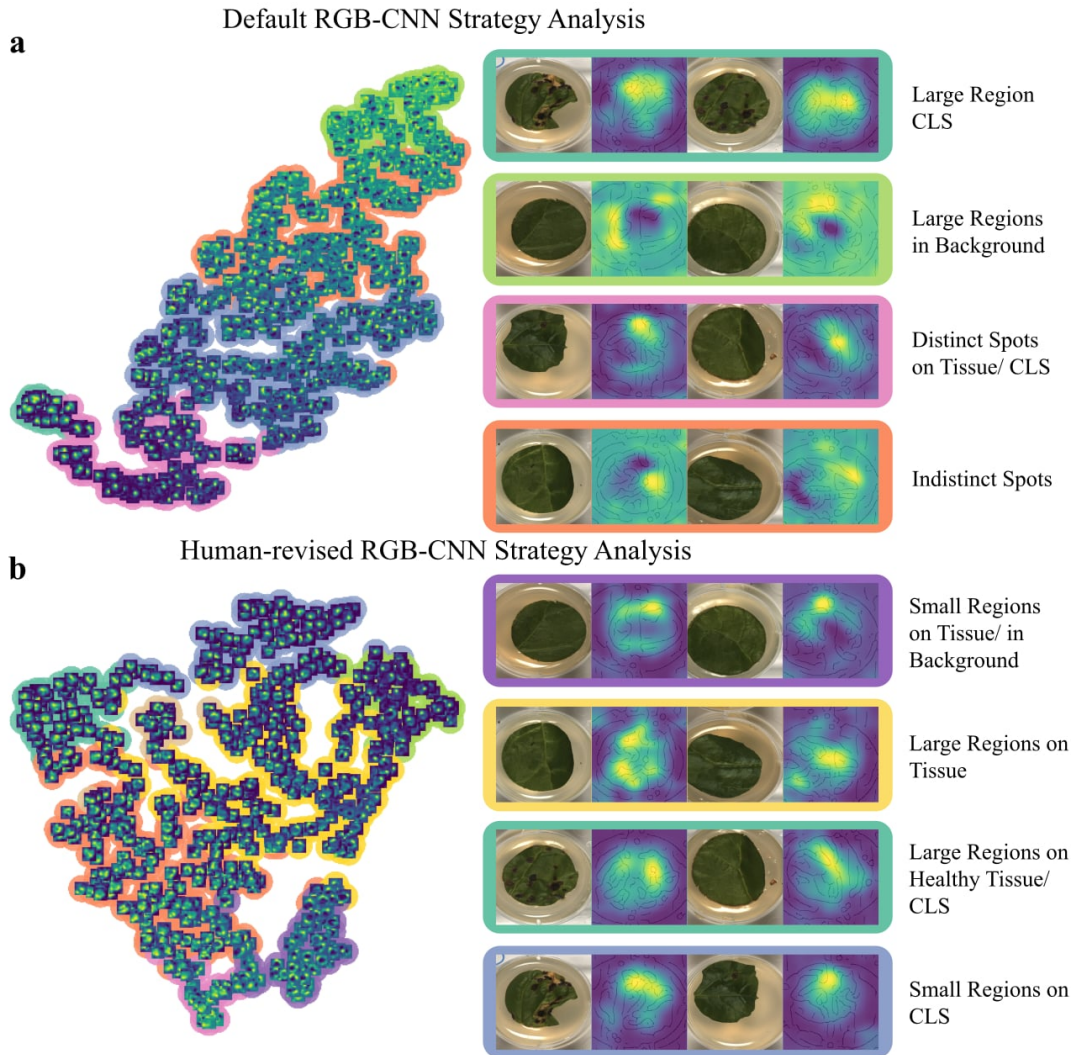 Default RGB-CNN Strategy Analysis
a
Large Region
CLS
Large Regions
in Background
Distinct Spots
on Tissue/ CLS
Indistinct Spots
Human-revised RGB-CNN Strategy Analysis
b
Small Regions
on Tissue/ in
Background
Large Regions on
Tissue
Large Regions on
Healthy Tissue/
CLS
Small Regions on
CLS